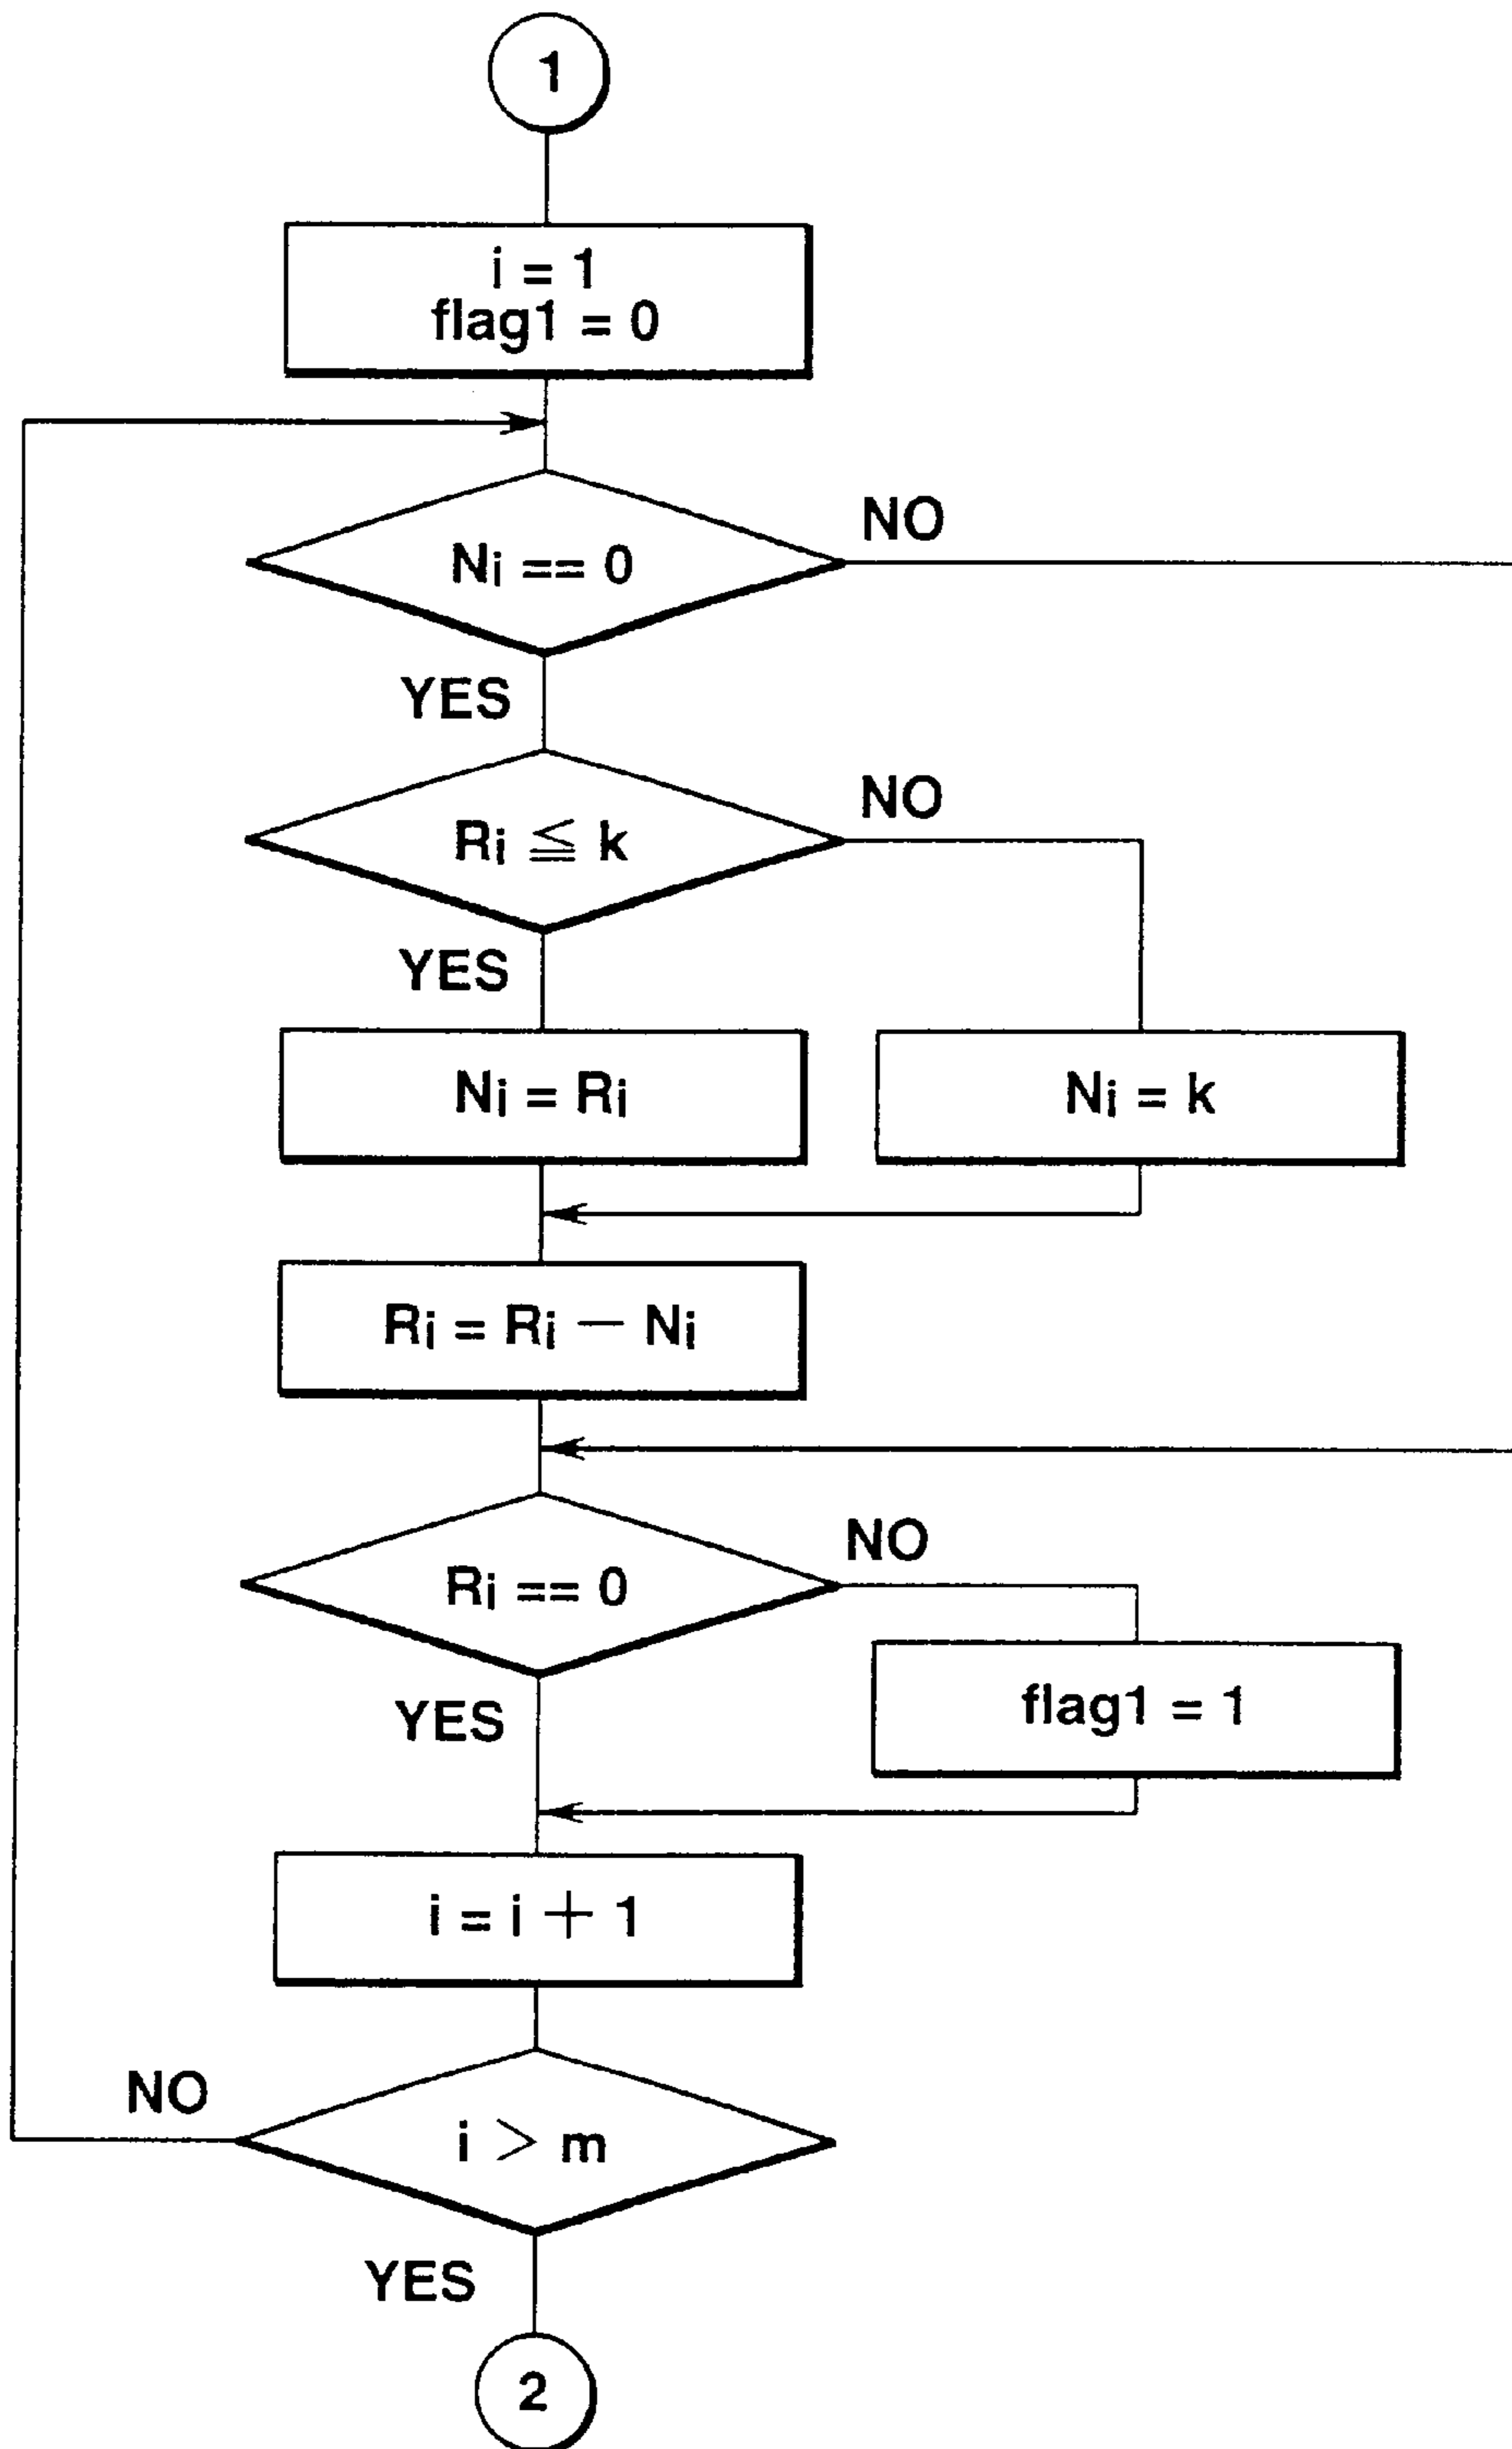 1
i = 1
flag1 = 0
Ni == 0
NO
YES
Ri ≦ k
NO
YES
Ni = Ri
Ni = k
Ri = Ri — Ni
Ri == 0
NO
YES
flag1 = 1
i = i + 1
NO
i > m
YES
2